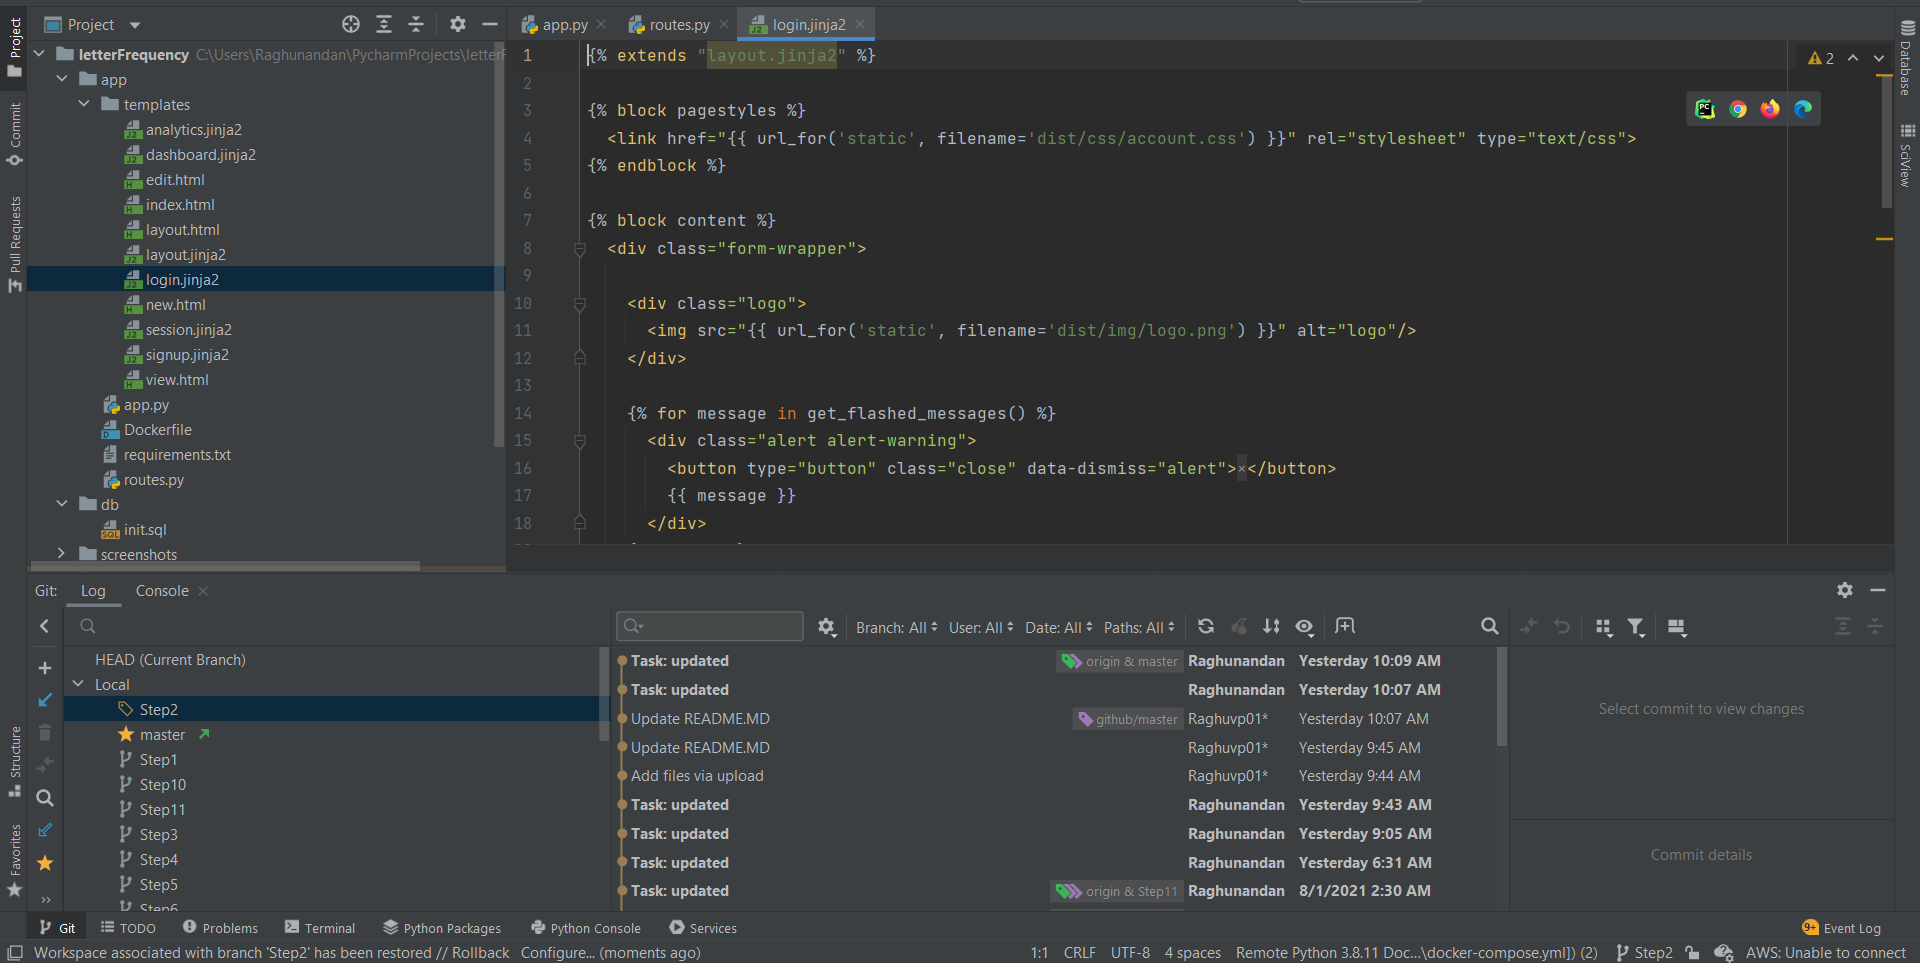 Project
app.py
routes.py
login.jinja2
Project
Commit
Pull Requests
Structure
Favorites
letterFrequency C:\Users\Raghunandan\PycharmProjects\letterF
app
templates
analytics.jinja2
dashboard.jinja2
edit.html
index.html
layout.html
layout.jinja2
login.jinja2
new.html
session.jinja2
signup.jinja2
view.html
app.py
Dockerfile
requirements.txt
routes.py
db
init.sql
screenshots
1 {% extends "layout.jinja2" %}
2
3 {% block pagestyles %}
4 <link href="{{ url_for('static', filename='dist/css/account.css') }}" rel="stylesheet" type="text/css">
5 {% endblock %}
6
7 {% block content %}
8 <div class="form-wrapper">
9
10 <div class="logo">
11 <img src="{{ url_for('static', filename='dist/img/logo.png') }}" alt="logo"/>
12 </div>
13
14 {% for message in get_flashed_messages() %}
15 <div class="alert alert-warning">
16 <button type="button" class="close" data-dismiss="alert">×</button>
17 {{ message }}
18 </div>
2
Database
SciView
Git: Log Console
Branch: All User: All Date: All Paths: All
HEAD (Current Branch)
Local
Step2
master
Step1
Step10
Step11
Step3
Step4
Step5
Step6
Task: updated origin & master Raghunandan Yesterday 10:09 AM
Task: updated Raghunandan Yesterday 10:07 AM
Update README.MD github/master Raghuvp01* Yesterday 10:07 AM
Update README.MD Raghuvp01* Yesterday 9:45 AM
Add files via upload Raghuvp01* Yesterday 9:44 AM
Task: updated Raghunandan Yesterday 9:43 AM
Task: updated Raghunandan Yesterday 9:05 AM
Task: updated Raghunandan Yesterday 6:31 AM
Task: updated origin & Step11 Raghunandan 8/1/2021 2:30 AM
Select commit to view changes
Commit details
Git TODO Problems Terminal Python Packages Python Console Services
9+ Event Log
Workspace associated with branch 'Step2' has been restored // Rollback Configure... (moments ago)
1:1 CRLF UTF-8 4 spaces Remote Python 3.8.11 Doc...\docker-compose.yml]) (2) Step2 AWS: Unable to connect